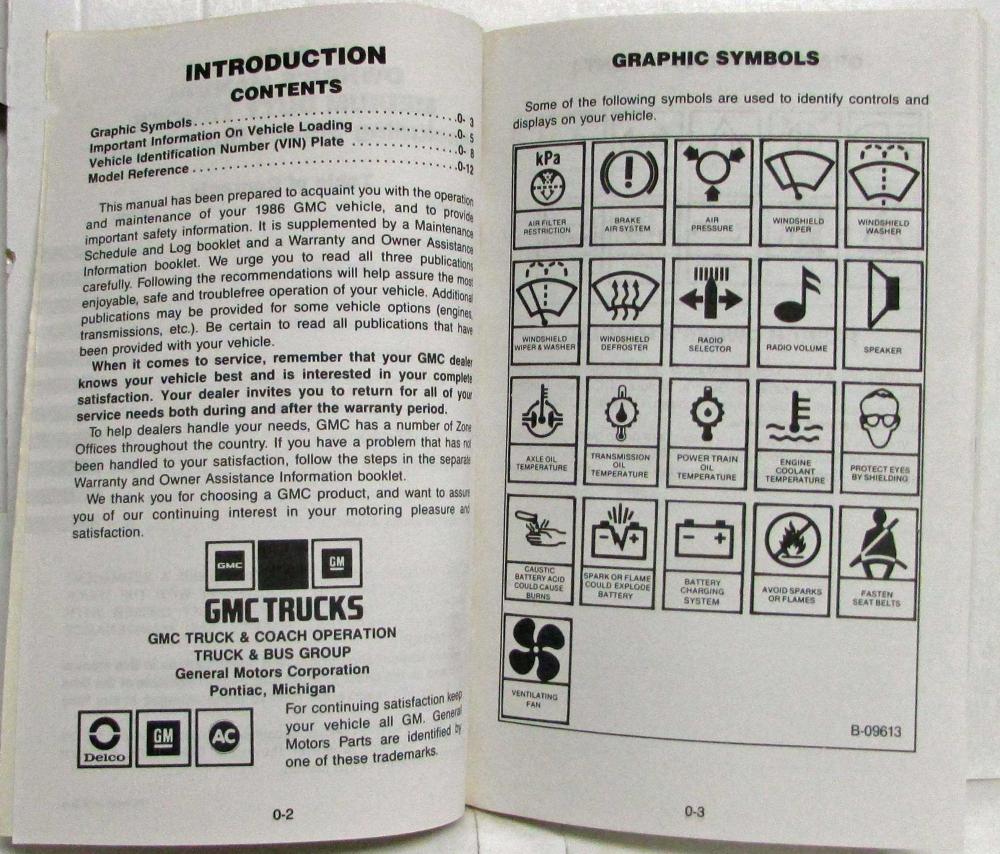 INTRODUCTION
CONTENTS
Graphic Symbols . . . . . . . . . . . . . . . . . . . . . . . . . . . . . . . . . .0- 3
Important Information On Vehicle Loading . . . . . . . . . . .0- 5
Vehicle Identification Number (VIN) Plate . . . . . . . . . . . .0- 8
Model Reference . . . . . . . . . . . . . . . . . . . . . . . . . . . . . . . . .0-12
This manual has been prepared to acquaint you with the operation
and maintenance of your 1986 GMC vehicle, and to provide
important safety information. It is supplemented by a Maintenance
Schedule and Log booklet and a Warranty and Owner Assistance
Information booklet. We urge you to read all three publications
carefully. Following the recommendations will help assure the most
enjoyable, safe and troublefree operation of your vehicle. Additional
publications may be provided for some vehicle options (engines,
transmissions, etc.). Be certain to read all publications that have
been provided with your vehicle.
When it comes to service, remember that your GMC dealer
knows your vehicle best and is interested in your complete
satisfaction. Your dealer invites you to return for all of your
service needs both during and after the warranty period.
To help dealers handle your needs, GMC has a number of Zone
Offices throughout the country. If you have a problem that has not
been handled to your satisfaction, follow the steps in the separate
Warranty and Owner Assistance Information booklet.
We thank you for choosing a GMC product, and want to assure
you of our continuing interest in your motoring pleasure and
satisfaction.
GMC GM
GMC TRUCKS
GMC TRUCK & COACH OPERATION
TRUCK & BUS GROUP
General Motors Corporation
Pontiac, Michigan
Delco GM AC
For continuing satisfaction keep
your vehicle all GM. General
Motors Parts are identified by
one of these trademarks.
0-2
GRAPHIC SYMBOLS
Some of the following symbols are used to identify controls and
displays on your vehicle.
kPa
AIR FILTER
RESTRICTION
BRAKE
AIR SYSTEM
AIR
PRESSURE
WINDSHIELD
WIPER
WINDSHIELD
WASHER
WINDSHIELD
WIPER & WASHER
WINDSHIELD
DEFROSTER
RADIO
SELECTOR
RADIO VOLUME
SPEAKER
AXLE OIL
TEMPERATURE
TRANSMISSION
OIL
TEMPERATURE
POWER TRAIN
OIL
TEMPERATURE
ENGINE
COOLANT
TEMPERATURE
PROTECT EYES
BY SHIELDING
CAUSTIC
BATTERY ACID
COULD CAUSE
BURNS
SPARK OR FLAME
COULD EXPLODE
BATTERY
BATTERY
CHARGING
SYSTEM
AVOID SPARKS
OR FLAMES
FASTEN
SEAT BELTS
VENTILATING
FAN
B-09613
0-3